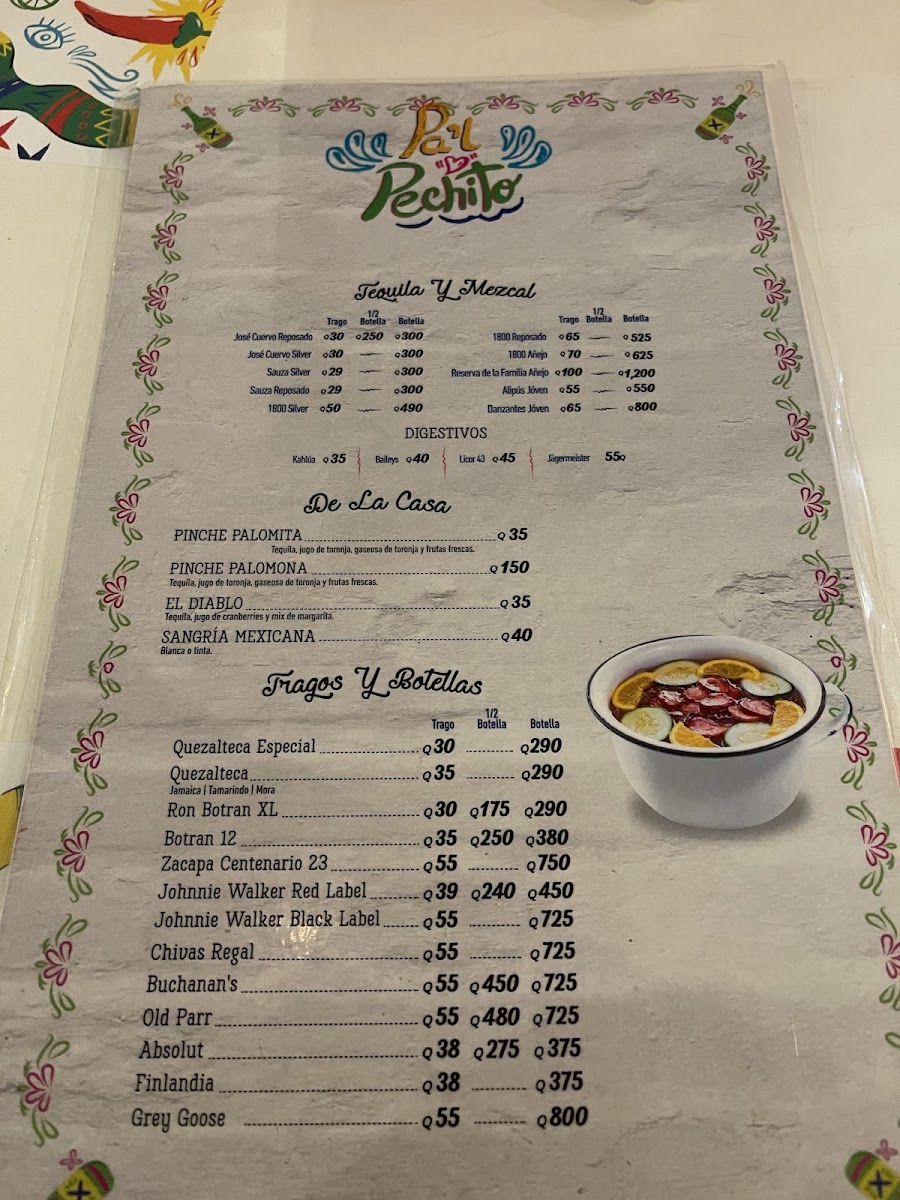 Pa'l
Pechito
Tequila Y Mezcal
Trago 1/2 Botella Botella
José Cuervo Reposado Q30 Q250 Q300
José Cuervo Silver Q30 Q300
Sauza Silver Q29 Q300
Sauza Reposado Q29 Q300
1800 Silver Q50 Q490
Trago 1/2 Botella Botella
1800 Reposado Q65 Q525
1800 Añejo Q70 Q625
Reserva de la Familia Añejo Q100 Q1,200
Alipús Jóven Q55 Q550
Danzantes Jóven Q65 Q800
DIGESTIVOS
Kahlúa Q35 Baileys Q40 Licor 43 Q45 Jägermeister 55Q
De La Casa
PINCHE PALOMITA Q35
Tequila, jugo de toronja, gaseosa de toronja y frutas frescas.
PINCHE PALOMONA Q150
Tequila, jugo de toronja, gaseosa de toronja y frutas frescas.
EL DIABLO Q35
Tequila, jugo de cranberries y mix de margarita.
SANGRÍA MEXICANA Q40
Blanca o tinta.
Tragos Y Botellas
Trago 1/2 Botella Botella
Quezalteca Especial Q30 Q290
Quezalteca Q35 Q290
Jamaica | Tamarindo | Mora
Ron Botran XL Q30 Q175 Q290
Botran 12 Q35 Q250 Q380
Zacapa Centenario 23 Q55 Q750
Johnnie Walker Red Label Q39 Q240 Q450
Johnnie Walker Black Label Q55 Q725
Chivas Regal Q55 Q725
Buchanan's Q55 Q450 Q725
Old Parr Q55 Q480 Q725
Absolut Q38 Q275 Q375
Finlandia Q38 Q375
Grey Goose Q55 Q800